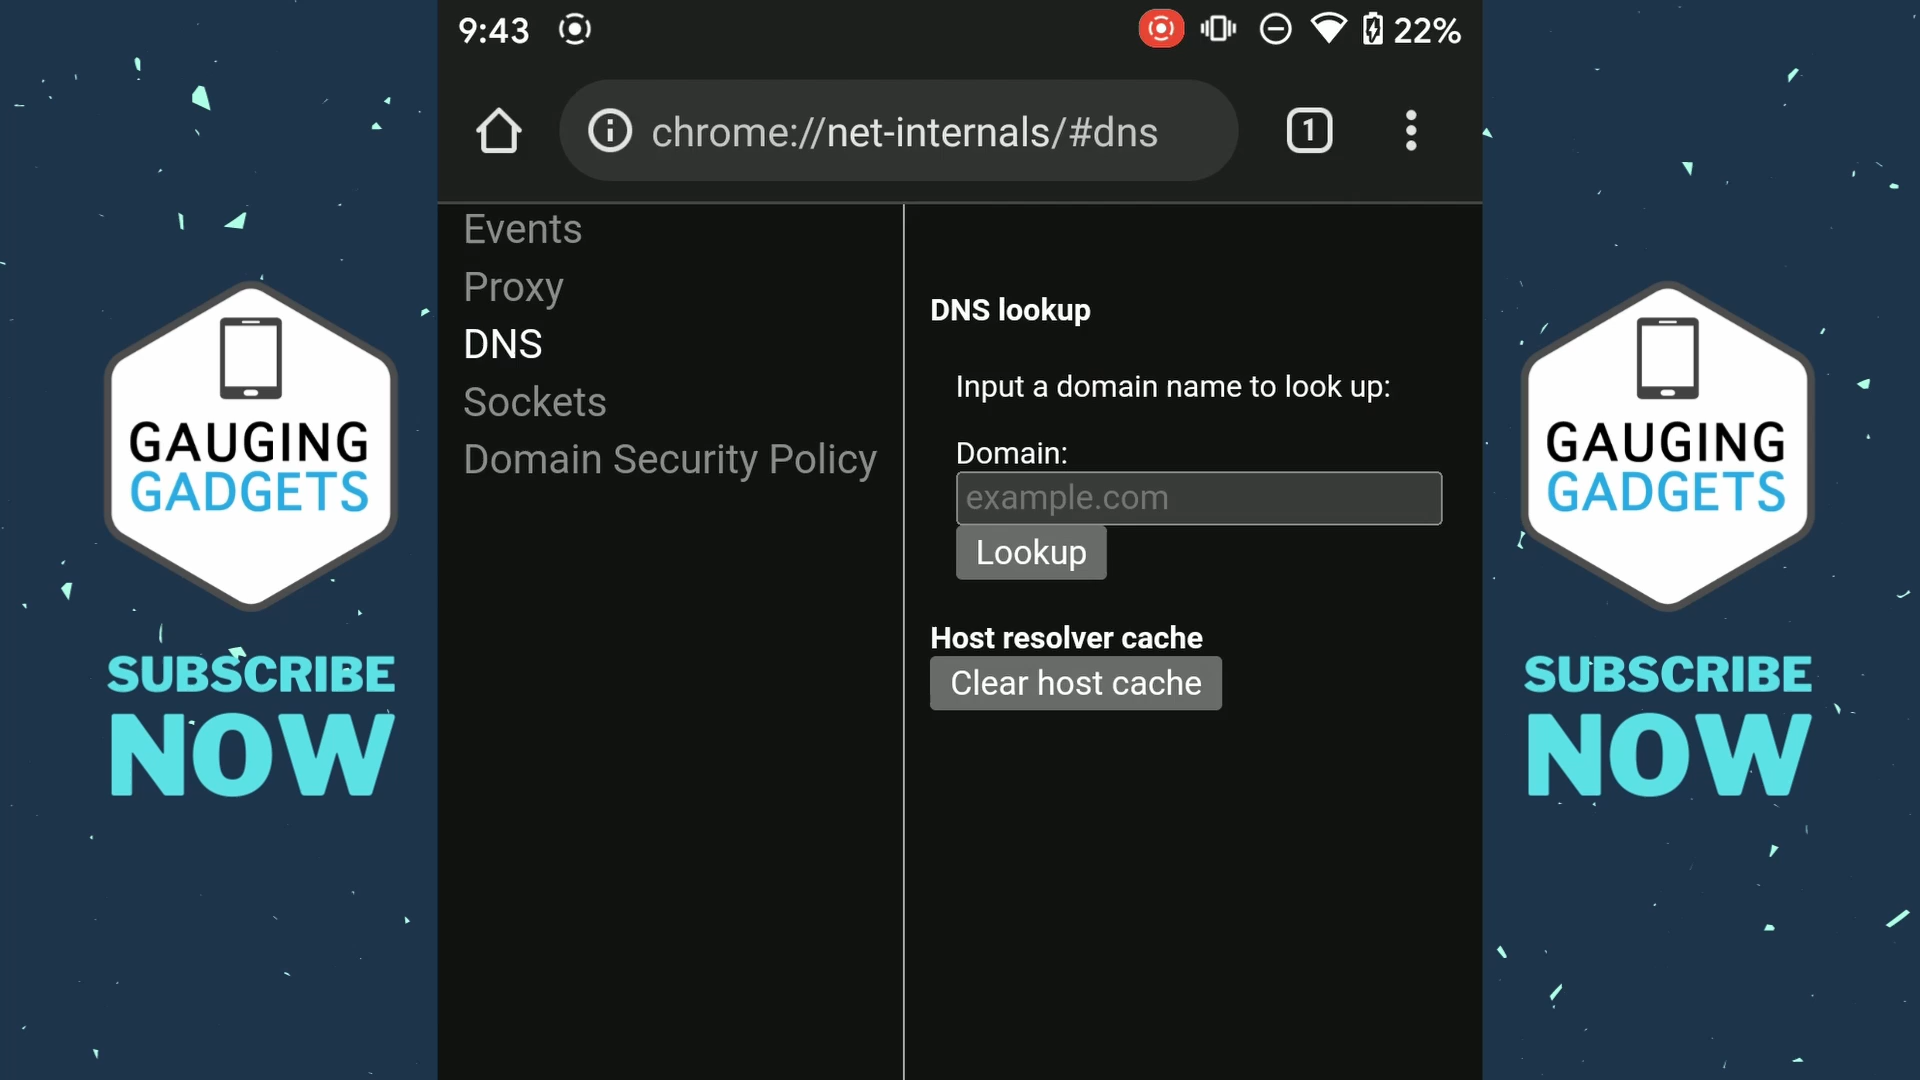 9:43
22%
chrome://net-internals/#dns
1
Events
Proxy
DNS
Sockets
Domain Security Policy
DNS lookup
Input a domain name to look up:
Domain:
example.com
Lookup
Host resolver cache
Clear host cache
GAUGING
GADGETS
SUBSCRIBE
NOW
GAUGING
GADGETS
SUBSCRIBE
NOW